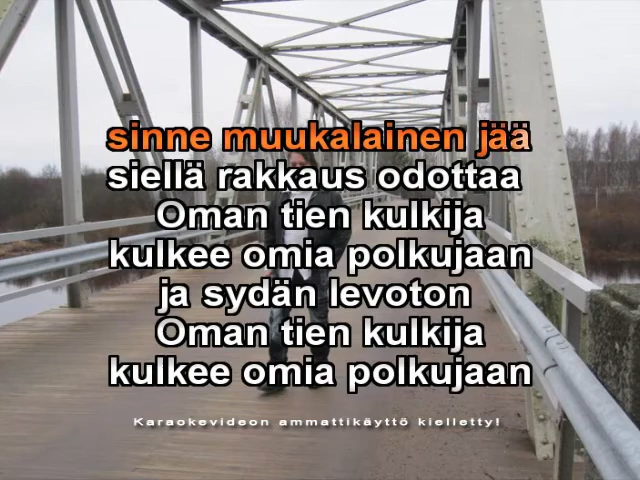 sinne muukalainen jää
siellä rakkaus odottaa
Oman tien kulkija
kulkee omia polkujaan
ja sydän levoton
Oman tien kulkija
kulkee omia polkujaan
Karaokevideon ammattikäyttö kielletty!